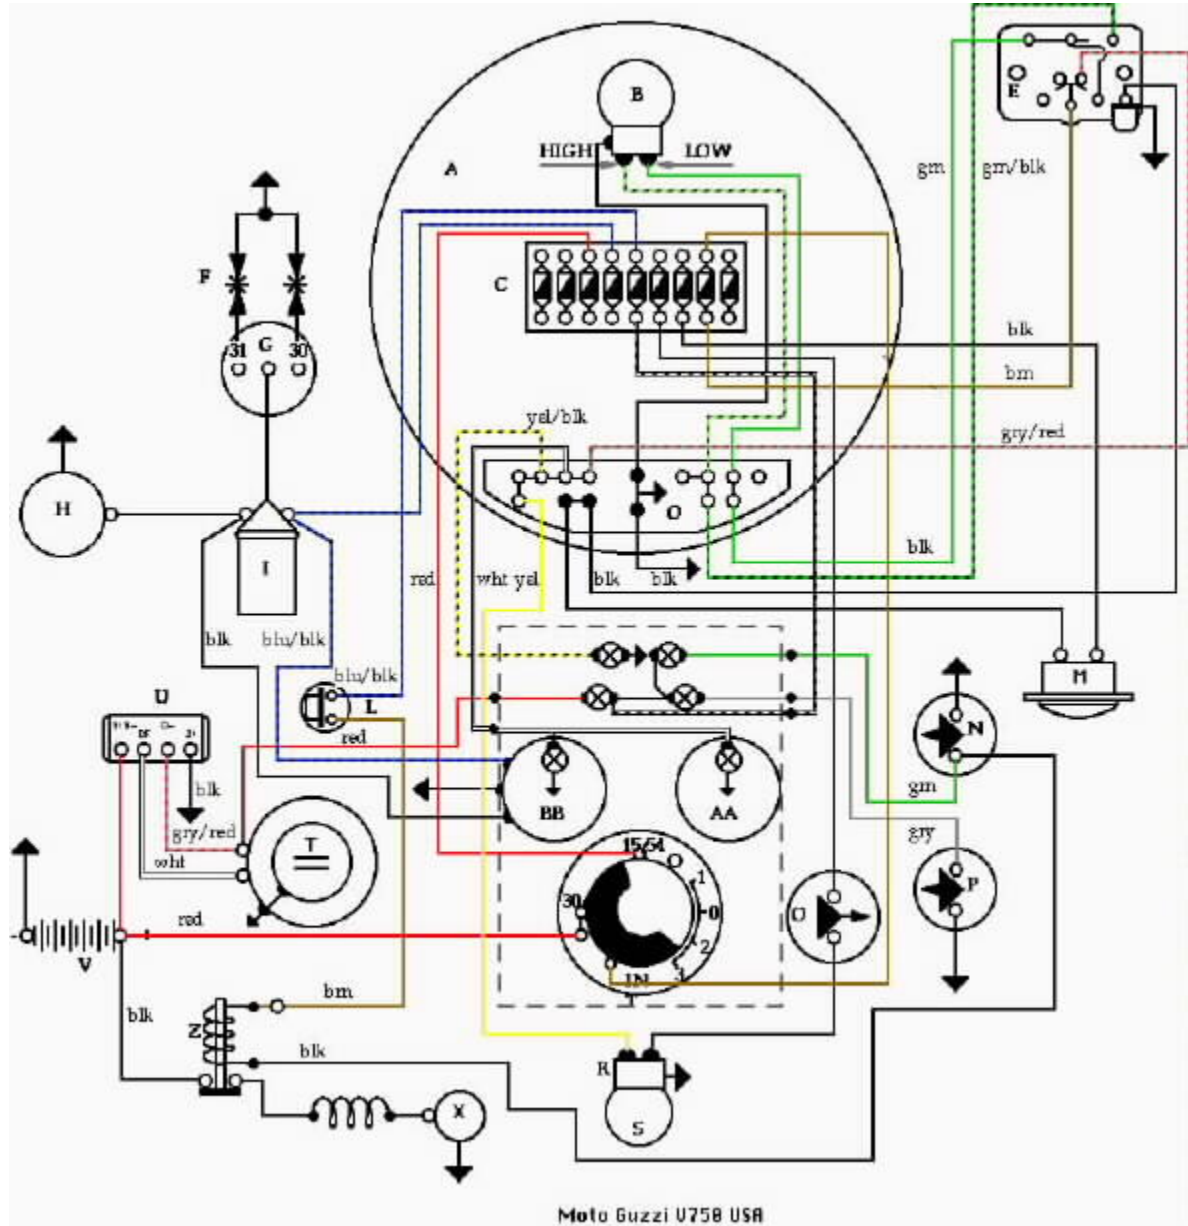 B
HIGH
LOW
A
E
grn
grn/blk
C
F
31
G
30
blk
brn
yel/blk
gry/red
H
O
I
red
wht
yel
blk
blk
blk
blk
blu/blk
blu/blk
L
M
U
red
N
blk
BB
AA
grn
gry/red
T
gry
wht
15/54
1
P
30
0
red
2
V
IN
3
brn
blk
Z
blk
R
X
S
Moto Guzzi V750 USA